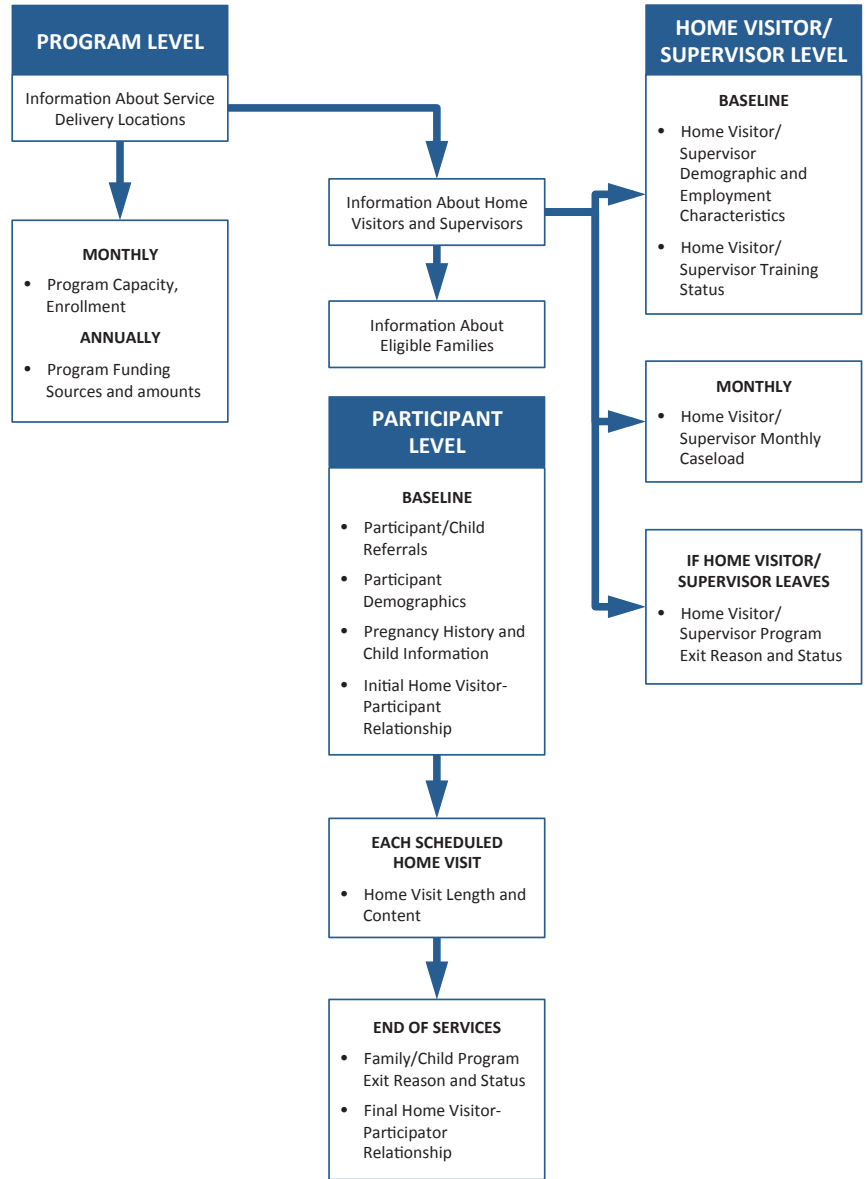 PROGRAM LEVEL
Information About Service
Delivery Locations
MONTHLY
• Program Capacity,
Enrollment
ANNUALLY
• Program Funding
Sources and amounts
Information About Home
Visitors and Supervisors
Information About
Eligible Families
PARTICIPANT
LEVEL
BASELINE
• Participant/Child
Referrals
• Participant
Demographics
• Pregnancy History and
Child Information
• Initial Home Visitor-
Participant
Relationship
EACH SCHEDULED
HOME VISIT
• Home Visit Length and
Content
END OF SERVICES
• Family/Child Program
Exit Reason and Status
• Final Home Visitor-
Participator
Relationship
HOME VISITOR/
SUPERVISOR LEVEL
BASELINE
• Home Visitor/
Supervisor
Demographic and
Employment
Characteristics
• Home Visitor/
Supervisor Training
Status
MONTHLY
• Home Visitor/
Supervisor Monthly
Caseload
IF HOME VISITOR/
SUPERVISOR LEAVES
• Home Visitor/
Supervisor Program
Exit Reason and Status